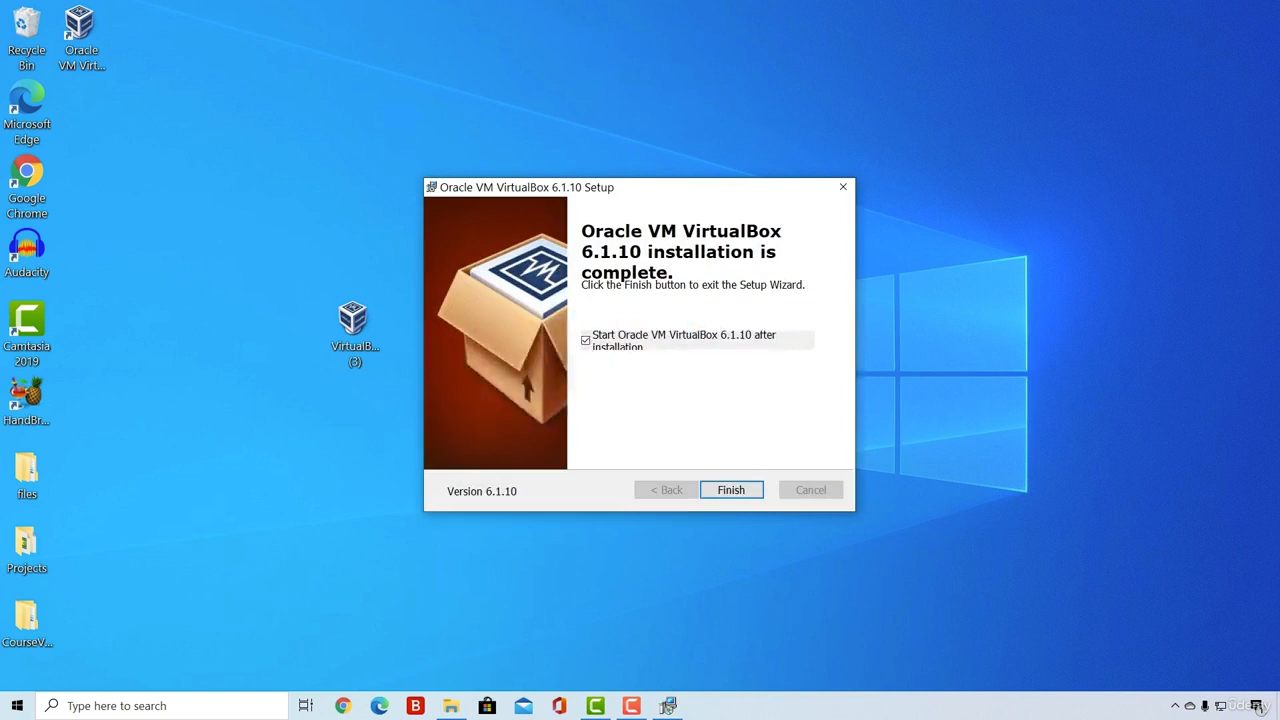 Recycle
Bin
Oracle
VM Virt...
Microsoft
Edge
Google
Chrome
Audacity
Camtasia
2019
HandBr...
files
Projects
CourseV...
VirtualB...
(3)
Oracle VM VirtualBox 6.1.10 Setup
Oracle VM VirtualBox
6.1.10 installation is
complete.
Click the Finish button to exit the Setup Wizard.
Start Oracle VM VirtualBox 6.1.10 after
installation
Version 6.1.10
< Back
Finish
Cancel
Type here to search
B
Udemy